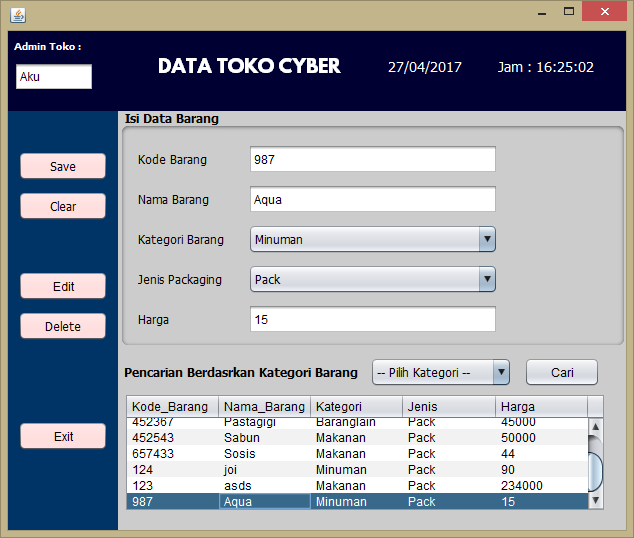 Admin Toko :
Aku
DATA TOKO CYBER
27/04/2017
Jam : 16:25:02
Isi Data Barang
Save
Clear
Edit
Delete
Exit
Kode Barang 987
Nama Barang Aqua
Kategori Barang Minuman
Jenis Packaging Pack
Harga 15
Pencarian Berdasrkan Kategori Barang -- Pilih Kategori -- Cari
Kode_Barang Nama_Barang Kategori Jenis Harga
452367 Pastagigi Baranglain Pack 45000
452543 Sabun Makanan Pack 50000
657433 Sosis Makanan Pack 44
124 joi Minuman Pack 90
123 asds Makanan Pack 234000
987 Aqua Minuman Pack 15